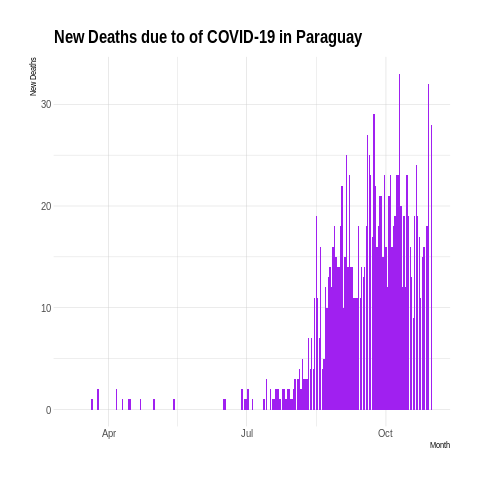 New Deaths due to of COVID-19 in Paraguay
New Deaths
30
20
10
0
Apr
Jul
Oct
Month